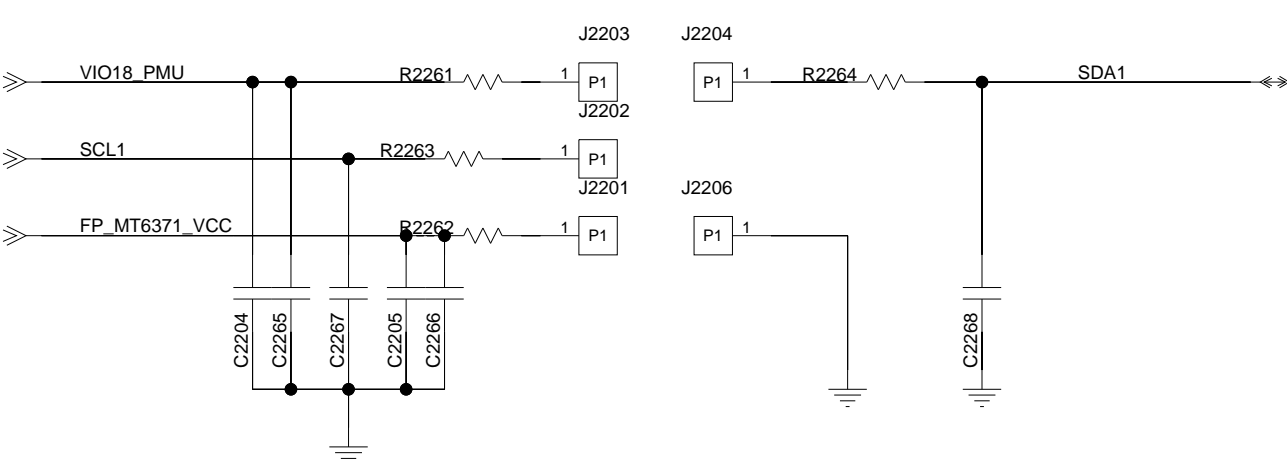 J2203 J2204
VIO18_PMU R2261 1 P1 P1 1 R2264 SDA1
J2202
SCL1 R2263 1 P1
J2201 J2206
FP_MT6371_VCC R2262 1 P1 P1 1
C2204 C2265 C2267 C2205 C2266 C2268